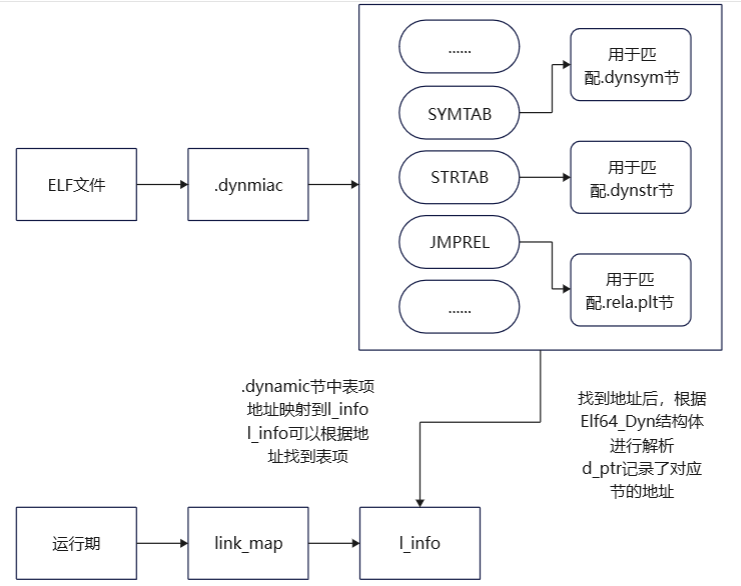 ......
用于匹
配.dynsym节
SYMTAB
ELF文件
.dynmiac
STRTAB
用于匹
配.dynstr节
JMPREL
用于匹
配.rela.plt节
......
.dynamic节中表项
地址映射到l_info
l_info可以根据地
址找到表项
找到地址后，根据
Elf64_Dyn结构体
进行解析
d_ptr记录了对应
节的地址
运行期
link_map
l_info